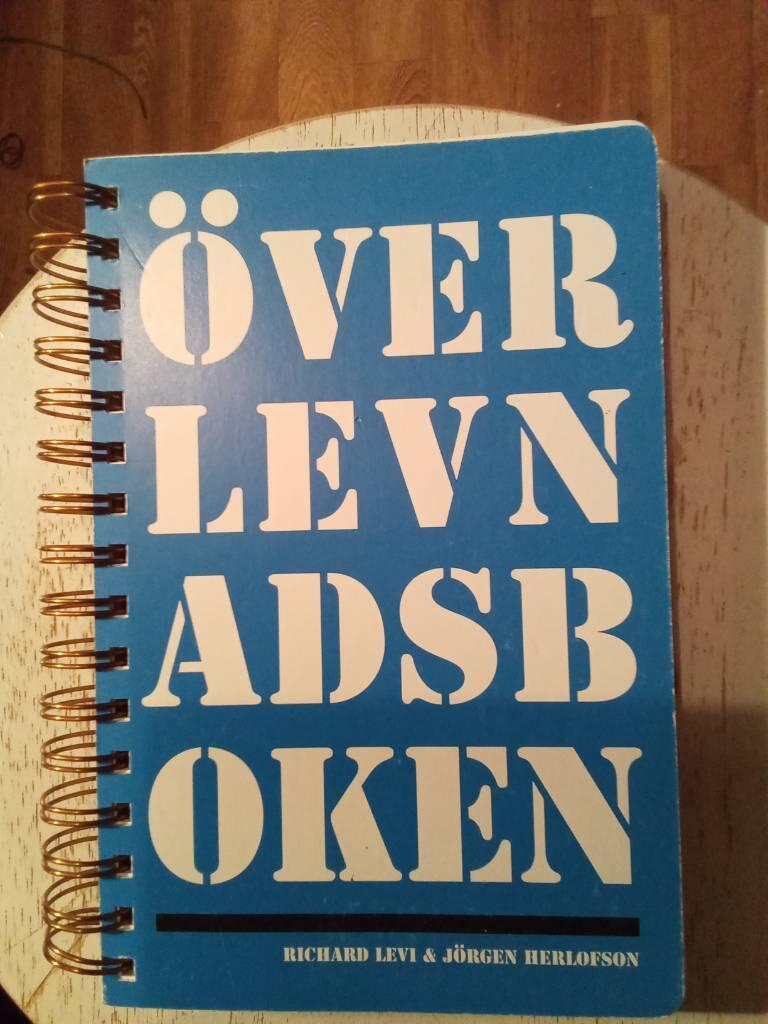 ÖVER
LEVN
ADSB
OKEN
RICHARD LEVI & JÖRGEN HERLOFSON